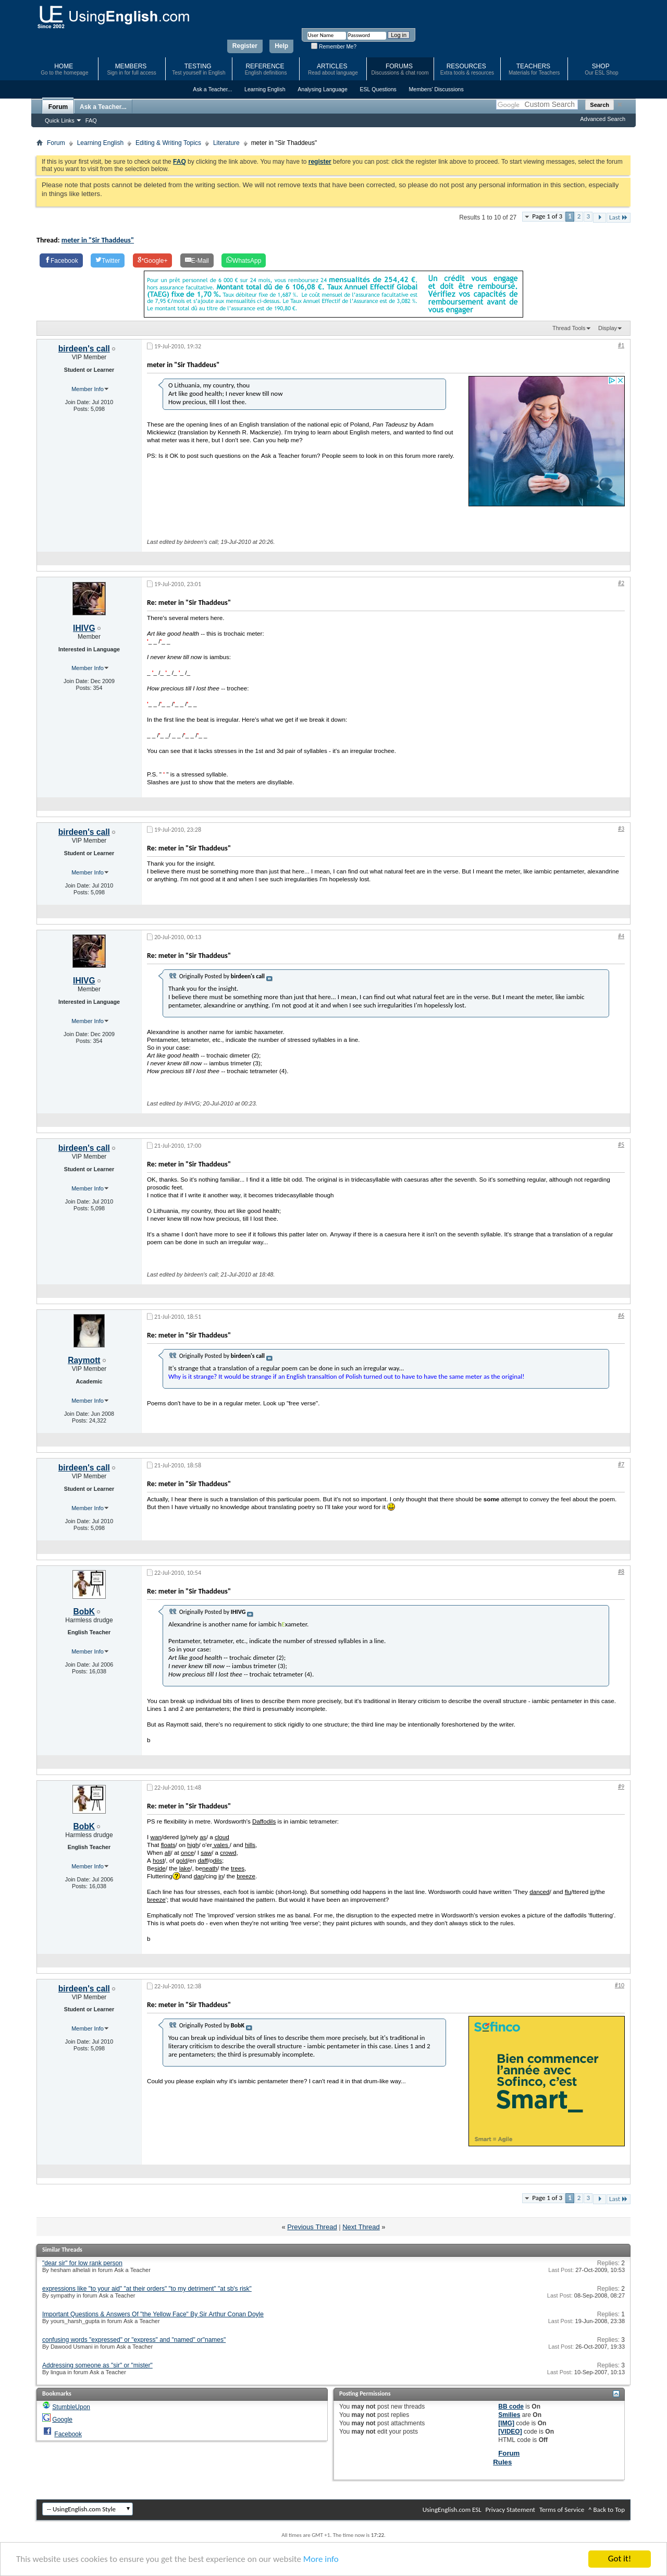 UE UsingEnglish.com
Since 2002
User Name Password Log in
Register Help Remember Me?
HOME
Go to the homepage
MEMBERS
Sign in for full access
TESTING
Test yourself in English
REFERENCE
English definitions
ARTICLES
Read about language
FORUMS
Discussions & chat room
RESOURCES
Extra tools & resources
TEACHERS
Materials for Teachers
SHOP
Our ESL Shop
Ask a Teacher... Learning English Analysing Language ESL Questions Members' Discussions
Forum Ask a Teacher...
Google Custom Search Search
Quick Links FAQ Advanced Search
Forum Learning English Editing & Writing Topics Literature meter in "Sir Thaddeus"
If this is your first visit, be sure to check out the FAQ by clicking the link above. You may have to register before you can post: click the register link above to proceed. To start viewing messages, select the forum
that you want to visit from the selection below.
Please note that posts cannot be deleted from the writing section. We will not remove texts that have been corrected, so please do not post any personal information in this section, especially
in things like letters.
Results 1 to 10 of 27 Page 1 of 3 1 2 3 Last
Thread: meter in "Sir Thaddeus"
Facebook Twitter Google+ E-Mail WhatsApp
Pour un prêt personnel de 6 000 € sur 24 mois, vous remboursez 24 mensualités de 254,42 €,
hors assurance facultative. Montant total dû de 6 106,08 €. Taux Annuel Effectif Global
(TAEG) fixe de 1,70 %. Taux débiteur fixe de 1,687 %. Le coût mensuel de l'assurance facultative est
de 7,95 €/mois et s'ajoute aux mensualités ci-dessus. Le Taux Annuel Effectif de l'Assurance est de 3,082 %.
Le montant total dû au titre de l'assurance est de 190,80 €.
Un crédit vous engage
et doit être remboursé.
Vérifiez vos capacités de
remboursement avant de
vous engager
Thread Tools Display
19-Jul-2010, 19:32 #1
birdeen's call
VIP Member
Student or Learner
Member Info
Join Date: Jul 2010
Posts: 5,098
meter in "Sir Thaddeus"
O Lithuania, my country, thou
Art like good health; I never knew till now
How precious, till I lost thee.
These are the opening lines of an English translation of the national epic of Poland, Pan Tadeusz by Adam
Mickiewicz (translation by Kenneth R. Mackenzie). I'm trying to learn about English meters, and wanted to find out
what meter was it here, but I don't see. Can you help me?
PS: Is it OK to post such questions on the Ask a Teacher forum? People seem to look in on this forum more rarely.
Last edited by birdeen's call; 19-Jul-2010 at 20:26.
19-Jul-2010, 23:01 #2
IHIVG
Member
Interested in Language
Member Info
Join Date: Dec 2009
Posts: 354
Re: meter in "Sir Thaddeus"
There's several meters here.
Art like good health -- this is trochaic meter:
'_ _ /'_ _
I never knew till now is iambus:
_ '_ /_ '_ /_ '_ /_
How precious till I lost thee -- trochee:
'_ _ /'_ _ /'_ _ /'_ _
In the first line the beat is irregular. Here's what we get if we break it down:
_ _ /'_ _/ _ _ /'_ _ /'_ _
You can see that it lacks stresses in the 1st and 3d pair of syllables - it's an irregular trochee.
P.S. " ' " is a stressed syllable.
Slashes are just to show that the meters are disyllable.
19-Jul-2010, 23:28 #3
birdeen's call
VIP Member
Student or Learner
Member Info
Join Date: Jul 2010
Posts: 5,098
Re: meter in "Sir Thaddeus"
Thank you for the insight.
I believe there must be something more than just that here... I mean, I can find out what natural feet are in the verse. But I meant the meter, like iambic pentameter, alexandrine
or anything. I'm not good at it and when I see such irregularities I'm hopelessly lost.
20-Jul-2010, 00:13 #4
IHIVG
Member
Interested in Language
Member Info
Join Date: Dec 2009
Posts: 354
Re: meter in "Sir Thaddeus"
Originally Posted by birdeen's call
Thank you for the insight.
I believe there must be something more than just that here... I mean, I can find out what natural feet are in the verse. But I meant the meter, like iambic
pentameter, alexandrine or anything. I'm not good at it and when I see such irregularities I'm hopelessly lost.
Alexandrine is another name for iambic haxameter.
Pentameter, tetrameter, etc., indicate the number of stressed syllables in a line.
So in your case:
Art like good health -- trochaic dimeter (2);
I never knew till now -- iambus trimeter (3);
How precious till I lost thee -- trochaic tetrameter (4).
Last edited by IHIVG; 20-Jul-2010 at 00:23.
21-Jul-2010, 17:00 #5
birdeen's call
VIP Member
Student or Learner
Member Info
Join Date: Jul 2010
Posts: 5,098
Re: meter in "Sir Thaddeus"
OK, thanks. So it's nothing familiar... I find it a little bit odd. The original is in tridecasyllable with caesuras after the seventh. So it's something regular, although not regarding
prosodic feet.
I notice that if I write it another way, it becomes tridecasyllable though
O Lithuania, my country, thou art like good health;
I never knew till now how precious, till I lost thee.
It's a shame I don't have more to see if it follows this patter later on. Anyway if there is a caesura here it isn't on the seventh syllable. It's strange that a translation of a regular
poem can be done in such an irregular way...
Last edited by birdeen's call; 21-Jul-2010 at 18:48.
21-Jul-2010, 18:51 #6
Raymott
VIP Member
Academic
Member Info
Join Date: Jun 2008
Posts: 24,322
Re: meter in "Sir Thaddeus"
Originally Posted by birdeen's call
It's strange that a translation of a regular poem can be done in such an irregular way...
Why is it strange? It would be strange if an English transaltion of Polish turned out to have to have the same meter as the original!
Poems don't have to be in a regular meter. Look up "free verse".
21-Jul-2010, 18:58 #7
birdeen's call
VIP Member
Student or Learner
Member Info
Join Date: Jul 2010
Posts: 5,098
Re: meter in "Sir Thaddeus"
Actually, I hear there is such a translation of this particular poem. But it's not so important. I only thought that there should be some attempt to convey the feel about the poem.
But then I have virtually no knowledge about translating poetry so I'll take your word for it
22-Jul-2010, 10:54 #8
BobK
Harmless drudge
English Teacher
Member Info
Join Date: Jul 2006
Posts: 16,038
Re: meter in "Sir Thaddeus"
Originally Posted by IHIVG
Alexandrine is another name for iambic hexameter.
Pentameter, tetrameter, etc., indicate the number of stressed syllables in a line.
So in your case:
Art like good health -- trochaic dimeter (2);
I never knew till now -- iambus trimeter (3);
How precious till I lost thee -- trochaic tetrameter (4).
You can break up individual bits of lines to describe them more precisely, but it's traditional in literary criticism to describe the overall structure - iambic pentameter in this case.
Lines 1 and 2 are pentameters; the third is presumably incomplete.
But as Raymott said, there's no requirement to stick rigidly to one structure; the third line may be intentionally foreshortened by the writer.
b
22-Jul-2010, 11:48 #9
BobK
Harmless drudge
English Teacher
Member Info
Join Date: Jul 2006
Posts: 16,038
Re: meter in "Sir Thaddeus"
PS re flexibility in metre. Wordsworth's Daffodils is in iambic tetrameter:
I wan/dered lo/nely as/ a cloud
That floats/ on high/ o'er vales / and hills,
When all/ at once/ I saw/ a crowd,
A host/, of gold/en daff/odils;
Beside/ the lake/, beneath/ the trees,
Fluttering/and dan/cing in/ the breeze.
Each line has four stresses, each foot is iambic (short-long). But something odd happens in the last line. Wordsworth could have written 'They danced/ and flu/ttered in/the
breeze'; that would have maintained the pattern. But would it have been an improvement?
Emphatically not! The 'improved' version strikes me as banal. For me, the disruption to the expected metre in Wordsworth's version evokes a picture of the daffodils 'fluttering'.
This is what poets do - even when they're not writing 'free verse'; they paint pictures with sounds, and they don't always stick to the rules.
b
22-Jul-2010, 12:38 #10
birdeen's call
VIP Member
Student or Learner
Member Info
Join Date: Jul 2010
Posts: 5,098
Re: meter in "Sir Thaddeus"
Originally Posted by BobK
You can break up individual bits of lines to describe them more precisely, but it's traditional in
literary criticism to describe the overall structure - iambic pentameter in this case. Lines 1 and 2
are pentameters; the third is presumably incomplete.
Could you please explain why it's iambic pentameter there? I can't read it in that drum-like way...
Sofinco
Bien commencer
l'année avec
Sofinco, c'est
Smart_
Smart = Agile
Page 1 of 3 1 2 3 Last
« Previous Thread | Next Thread »
Similar Threads
"dear sir" for low rank person
By hesham alhelali in forum Ask a Teacher
Replies: 2
Last Post: 27-Oct-2009, 10:53
expressions like "to your aid" "at their orders" "to my detriment" "at sb's risk"
By sympathy in forum Ask a Teacher
Replies: 2
Last Post: 08-Sep-2008, 08:27
Important Questions & Answers Of "the Yellow Face" By Sir Arthur Conan Doyle
By yours_harsh_gupta in forum Ask a Teacher
Replies: 1
Last Post: 19-Jun-2008, 23:38
confusing words "expressed" or "express" and "named" or"names"
By Dawood Usmani in forum Ask a Teacher
Replies: 3
Last Post: 26-Oct-2007, 19:33
Addressing someone as "sir" or "mister"
By lingua in forum Ask a Teacher
Replies: 3
Last Post: 10-Sep-2007, 10:13
Bookmarks
StumbleUpon
Google
Facebook
Posting Permissions
You may not post new threads
You may not post replies
You may not post attachments
You may not edit your posts
BB code is On
Smilies are On
[IMG] code is On
[VIDEO] code is On
HTML code is Off
Forum
Rules
-- UsingEnglish.com Style
UsingEnglish.com ESL Privacy Statement Terms of Service ^ Back to Top
All times are GMT +1. The time now is 17:22.
This website uses cookies to ensure you get the best experience on our website More info
Got it!